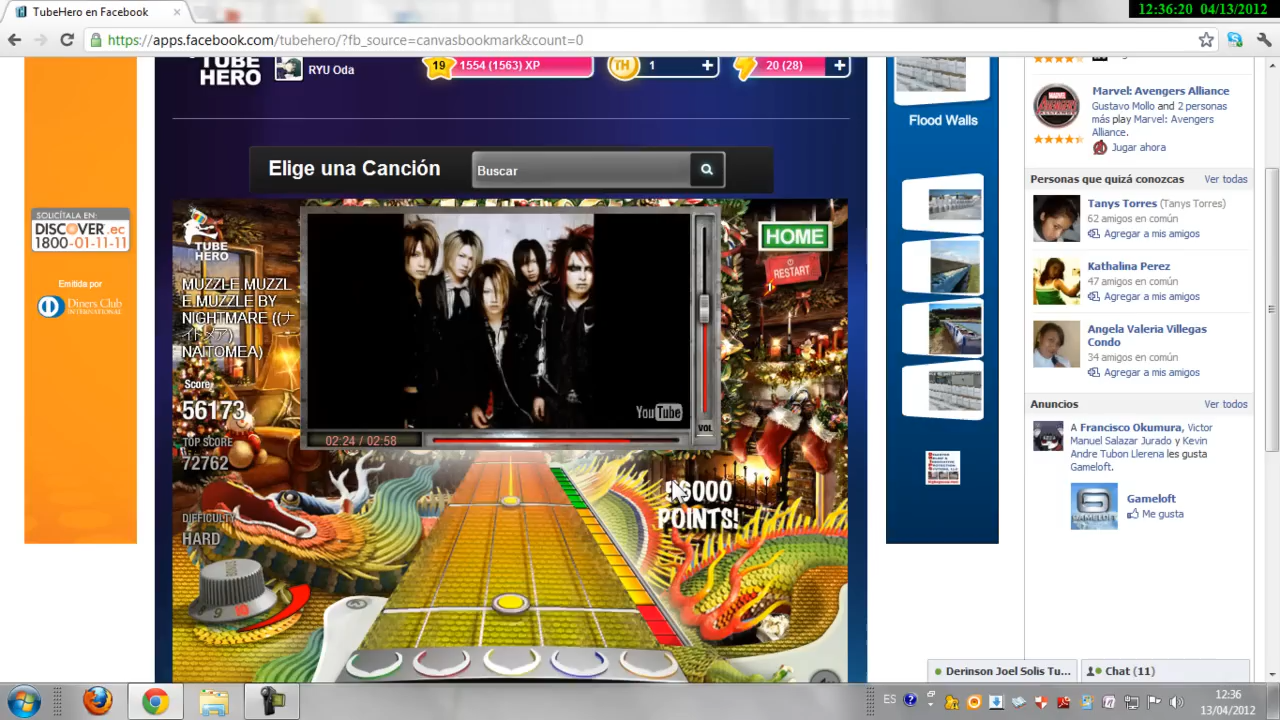 TubeHero en Facebook
12:36:20 04/13/2012
https://apps.facebook.com/tubehero/?fb_source=canvasbookmark&count=0
TUBE
HERO
RYU Oda
19
1554 (1563) XP
TH
1
20 (28)
Elige una Canción
Buscar
TUBE
HERO
MUZZLE.MUZZL
E.MUZZLE BY
NIGHTMARE ((ナ
イトメア)
NAITOMEA)
Score
56173
TOP SCORE
72762
DIFFICULTY
HARD
YouTube
02:24 / 02:58
VOL
HOME
RESTART
POINTS!
9
10
SOLICÍTALA EN:
DISCOVER.ec
1800-01-11-11
Emitida por
Diners Club
INTERNATIONAL
Flood Walls
Marvel: Avengers Alliance
Gustavo Mollo and 2 personas
más play Marvel: Avengers
Alliance.
Jugar ahora
Personas que quizá conozcas
Ver todas
Tanys Torres (Tanys Torres)
62 amigos en común
Agregar a mis amigos
Kathalina Perez
47 amigos en común
Agregar a mis amigos
Angela Valeria Villegas
Condo
34 amigos en común
Agregar a mis amigos
Anuncios
Ver todos
A Francisco Okumura, Victor
Manuel Salazar Jurado y Kevin
Andre Tubon Llerena les gusta
Gameloft.
GAMELOFT
Gameloft
Me gusta
Derinson Joel Solis Tu...
Chat (11)
ES
12:36
13/04/2012